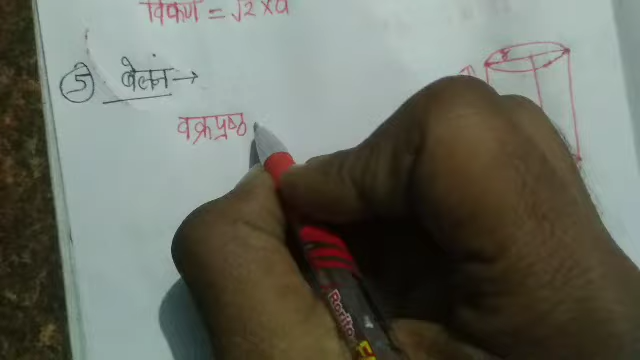 विकर्ण = √2 × a
5 बेलन →
वक्रपृष्ठ